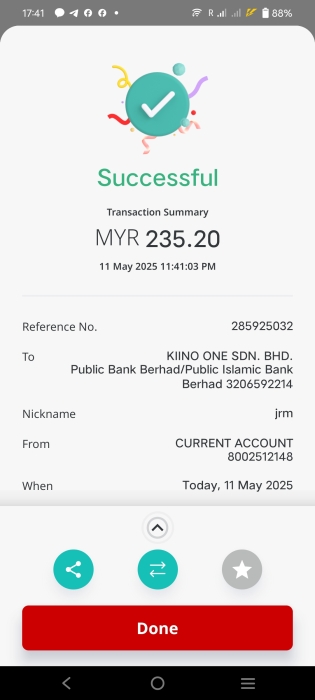 17:41
R
88%
Successful
Transaction Summary
MYR 235.20
11 May 2025 11:41:03 PM
Reference No. 285925032
To KIINO ONE SDN. BHD.
Public Bank Berhad/Public Islamic Bank
Berhad 3206592214
Nickname jrm
From CURRENT ACCOUNT
8002512148
When Today, 11 May 2025
Done